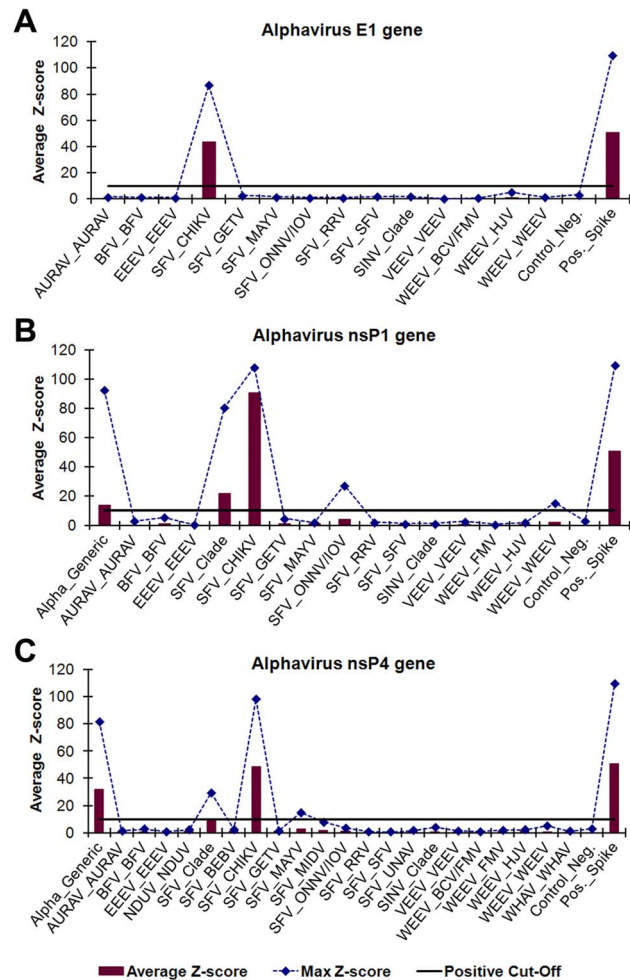 A
Alphavirus E1 gene
Average Z-score
120
100
80
60
40
20
0
AURAV_AURAV
BFV_BFV
EEEV_EEEV
SFV_CHIKV
SFV_GETV
SFV_MAYV
SFV_ONNV/IOV
SFV_RRV
SFV_SFV
SINV_Clade
VEEV_VEEV
WEEV_BCV/FMV
WEEV_HJV
WEEV_WEEV
Control_Neg.
Pos._Spike
B
Alphavirus nsP1 gene
Average Z-score
120
100
80
60
40
20
0
Alpha_Generic
AURAV_AURAV
BFV_BFV
EEEV_EEEV
SFV_Clade
SFV_CHIKV
SFV_GETV
SFV_MAYV
SFV_ONNV/IOV
SFV_RRV
SFV_SFV
SINV_Clade
VEEV_VEEV
WEEV_FMV
WEEV_HJV
WEEV_WEEV
Control_Neg.
Pos._Spike
C
Alphavirus nsP4 gene
Average Z-score
120
100
80
60
40
20
0
Alpha_Generic
AURAV_AURAV
BFV_BFV
EEEV_EEEV
NDUV_NDUV
SFV_Clade
SFV_BEBV
SFV_CHIKV
SFV_GETV
SFV_MAYV
SFV_MIDV
SFV_ONNV/IOV
SFV_RRV
SFV_SFV
SFV_UNAV
SINV_Clade
VEEV_VEEV
WEEV_BCV/FMV
WEEV_FMV
WEEV_HJV
WEEV_WEEV
WHAV_WHAV
Control_Neg.
Pos._Spike
Average Z-score
Max Z-score
Positive Cut-Off